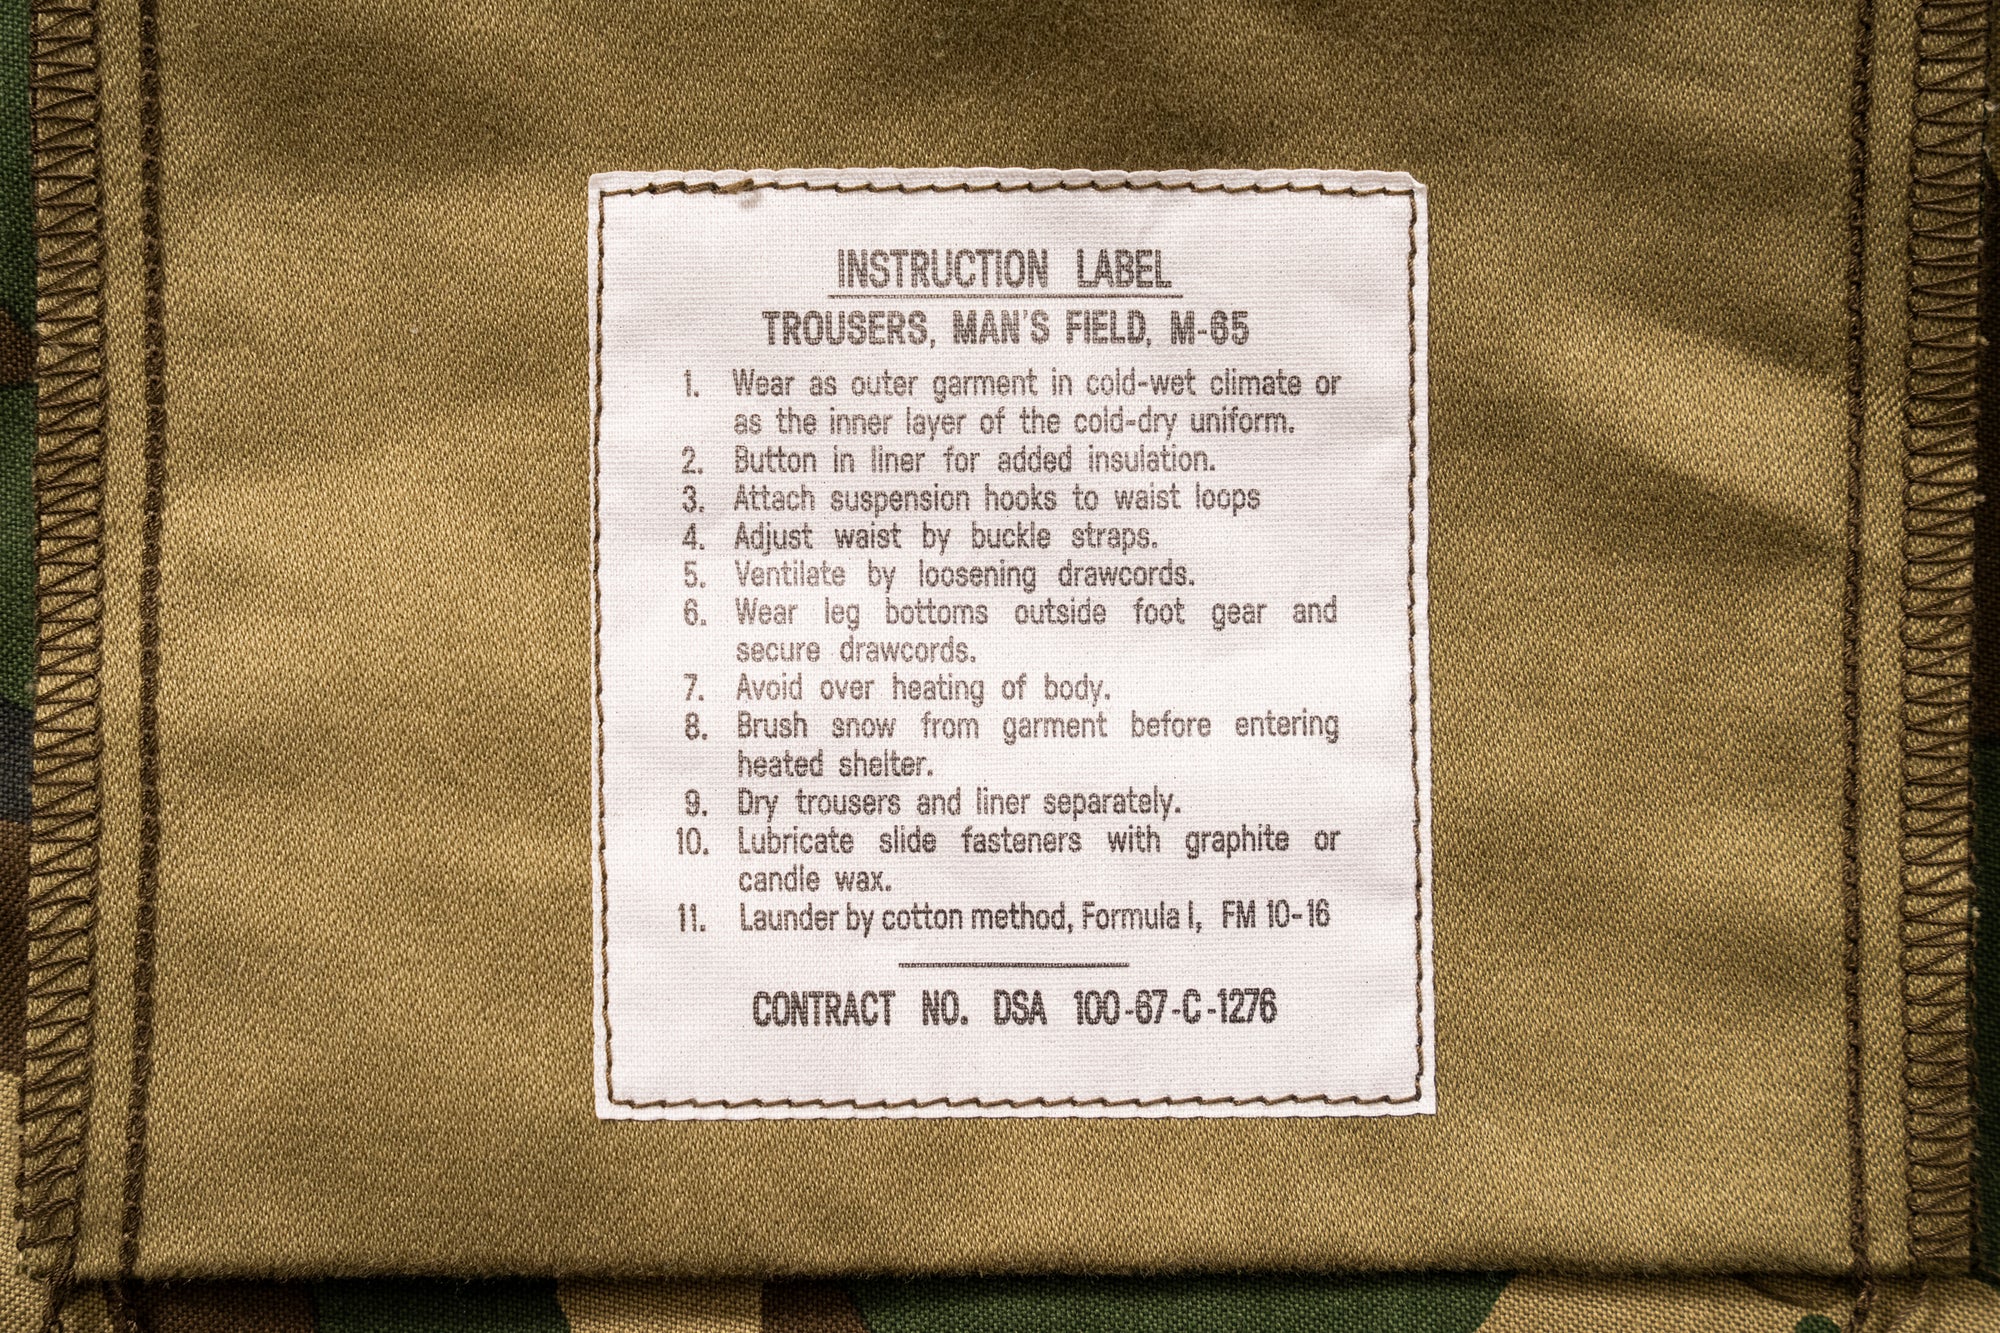 INSTRUCTION LABEL
TROUSERS, MAN'S FIELD, M-65
1. Wear as outer garment in cold-wet climate or
as the inner layer of the cold-dry uniform.
2. Button in liner for added insulation.
3. Attach suspension hooks to waist loops
4. Adjust waist by buckle straps.
5. Ventilate by loosening drawcords.
6. Wear leg bottoms outside foot gear and
secure drawcords.
7. Avoid over heating of body.
8. Brush snow from garment before entering
heated shelter.
9. Dry trousers and liner separately.
10. Lubricate slide fasteners with graphite or
candle wax.
11. Launder by cotton method, Formula I, FM 10-16
CONTRACT NO. DSA 100-67-C-1276